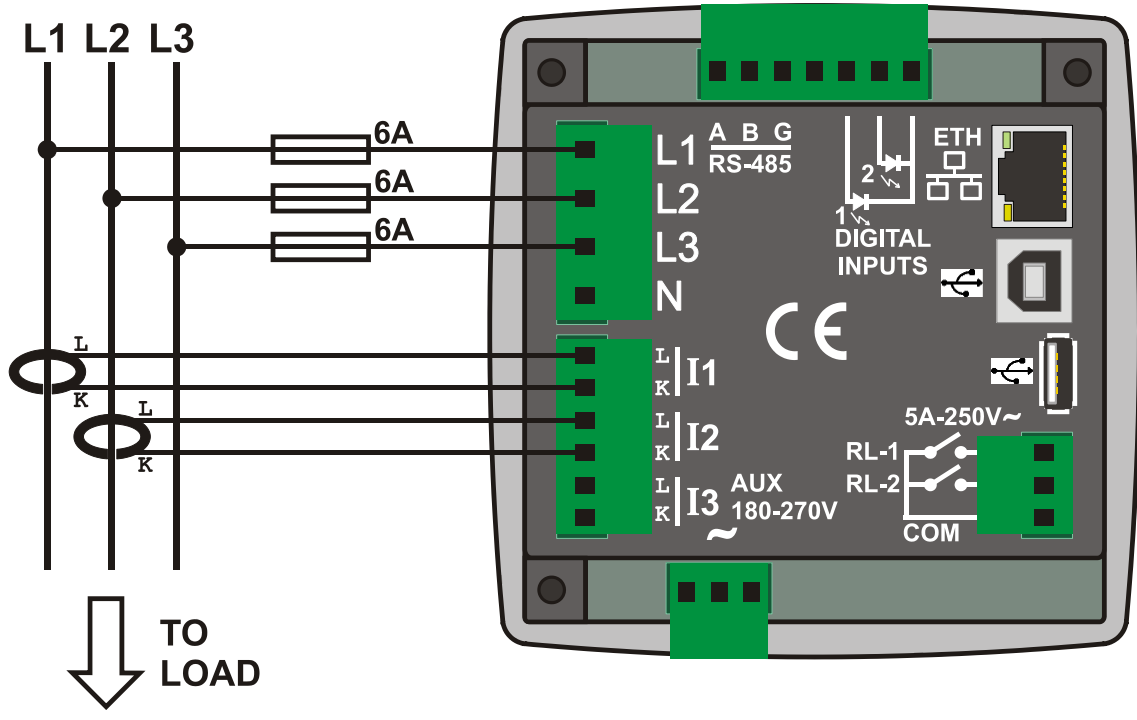 L1 L2 L3
6A
6A
6A
L1
L2
L3
N
A B G
RS-485
2
1
DIGITAL
INPUTS
ETH
CE
L
K
L
K
L
K
I1
L
K
I2
L
K
I3
AUX
180-270V
~
5A-250V~
RL-1
RL-2
COM
TO
LOAD